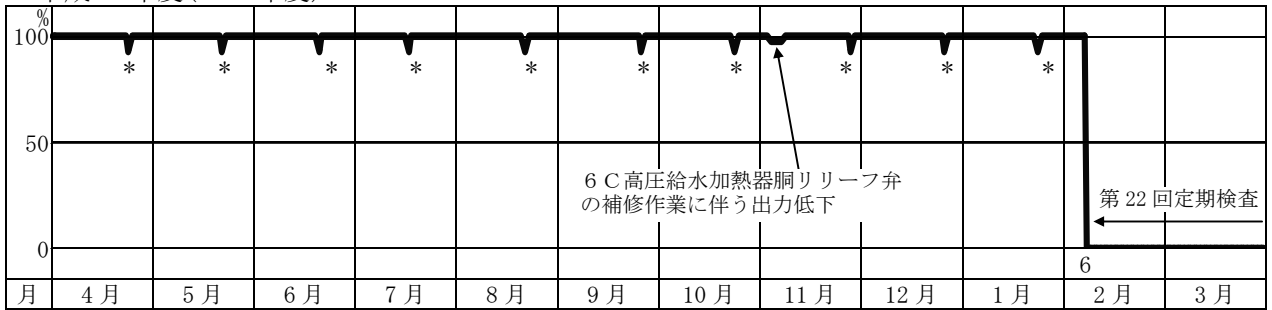 %
100
* * * * * * * * * *
50
6C高圧給水加熱器胴リリーフ弁
の補修作業に伴う出力低下
第22回定期検査
0
6
月 4月 5月 6月 7月 8月 9月 10月 11月 12月 1月 2月 3月